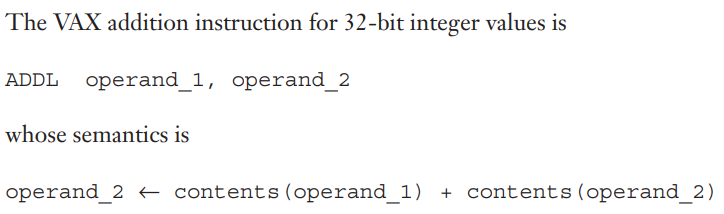 The VAX addition instruction for 32-bit integer values is
ADDL operand_1, operand_2
whose semantics is
operand_2 ← contents(operand_1) + contents(operand_2)